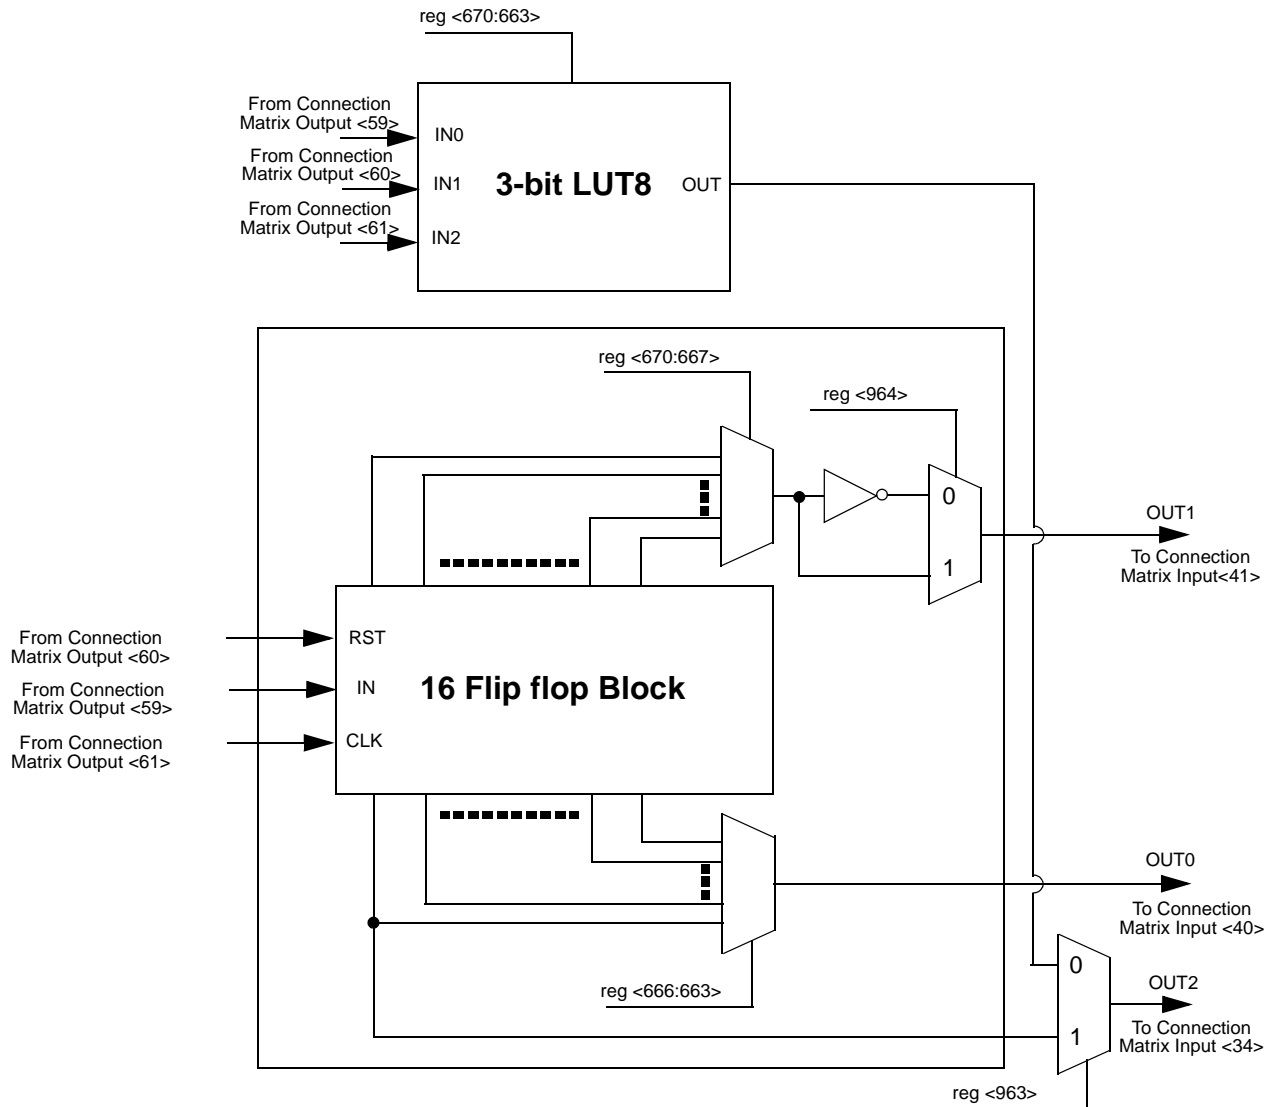 reg <670:663>
From Connection
Matrix Output <59>
IN0
From Connection
Matrix Output <60>
IN1
3-bit LUT8
OUT
From Connection
Matrix Output <61>
IN2
reg <670:667>
reg <964>
0
1
OUT1
To Connection
Matrix Input<41>
From Connection
Matrix Output <60>
RST
From Connection
Matrix Output <59>
IN
16 Flip flop Block
From Connection
Matrix Output <61>
CLK
OUT0
To Connection
Matrix Input <40>
reg <666:663>
0
1
OUT2
To Connection
Matrix Input <34>
reg <963>